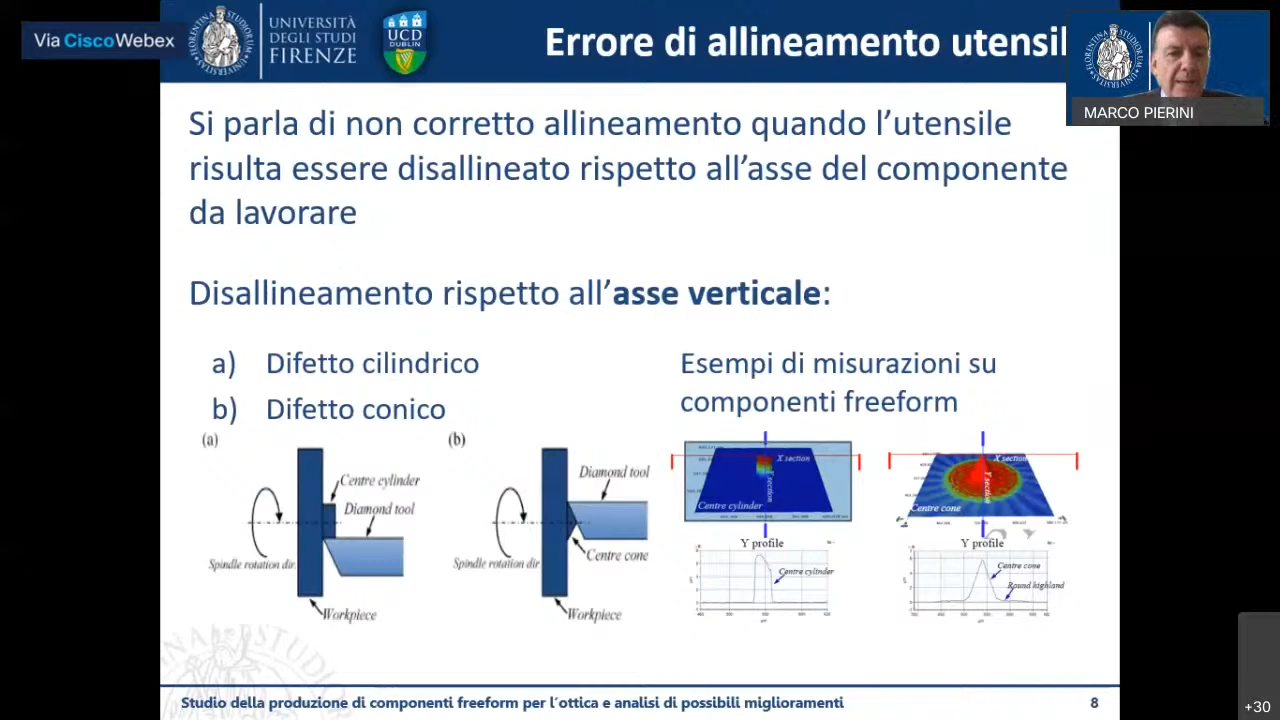 Via Cisco Webex
UNIVERSITÀ
DEGLI STUDI
FIRENZE
UCD
DUBLIN
Errore di allineamento utensil
MARCO PIERINI
Si parla di non corretto allineamento quando l’utensile
risulta essere disallineato rispetto all’asse del componente
da lavorare
Disallineamento rispetto all’asse verticale:
a) Difetto cilindrico
b) Difetto conico
Esempi di misurazioni su
componenti freeform
(a)
Centre cylinder
Diamond tool
Spindle rotation dir.
Workpiece
(b)
Diamond tool
Centre cone
Spindle rotation dir.
Workpiece
X section
Y section
Centre cylinder
Y profile
Centre cylinder
X section
Y section
Centre cone
Y profile
Centre cone
Round highland
Studio della produzione di componenti freeform per l’ottica e analisi di possibili miglioramenti
8
+30